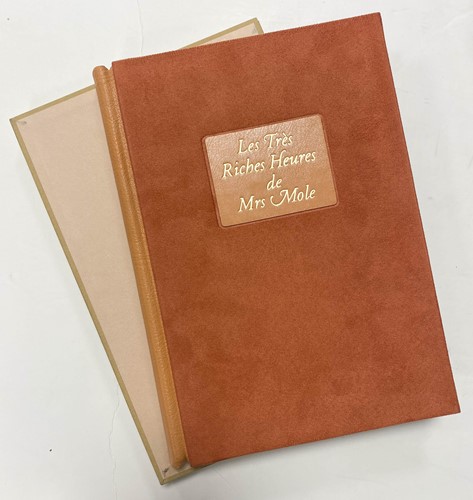 Les Très
Riches Heures
de
Mrs Mole